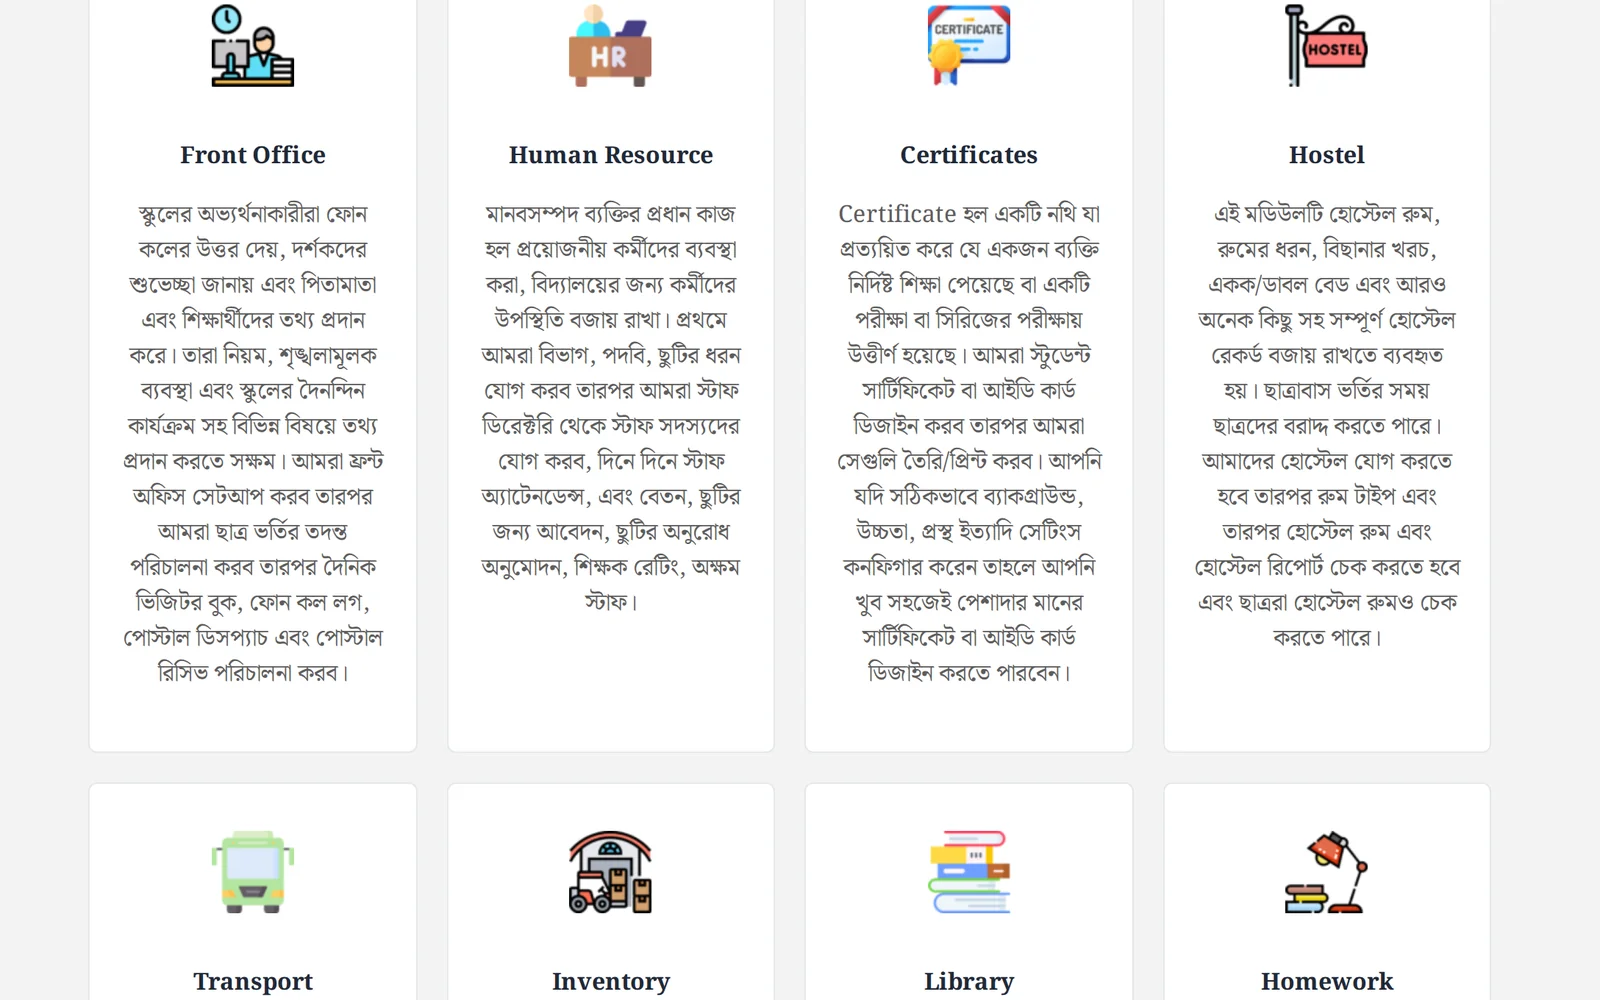 HR
CERTIFICATE
HOSTEL
Front Office
স্কুলের অভ্যর্থনাকারীরা ফোন
কলের উত্তর দেয়, দর্শকদের
শুভেচ্ছা জানায় এবং পিতামাতা
এবং শিক্ষার্থীদের তথ্য প্রদান
করে। তারা নিয়ম, শৃঙ্খলামূলক
ব্যবস্থা এবং স্কুলের দৈনন্দিন
কার্যক্রম সহ বিভিন্ন বিষয়ে তথ্য
প্রদান করতে সক্ষম। আমরা ফ্রন্ট
অফিস সেটআপ করব তারপর
আমরা ছাত্র ভর্তির তদন্ত
পরিচালনা করব তারপর দৈনিক
ভিজিটর বুক, ফোন কল লগ,
পোস্টাল ডিসপ্যাচ এবং পোস্টাল
রিসিভ পরিচালনা করব।
Human Resource
মানবসম্পদ ব্যক্তির প্রধান কাজ
হল প্রয়োজনীয় কর্মীদের ব্যবস্থা
করা, বিদ্যালয়ের জন্য কর্মীদের
উপস্থিতি বজায় রাখা। প্রথমে
আমরা বিভাগ, পদবি, ছুটির ধরন
যোগ করব তারপর আমরা স্টাফ
ডিরেক্টরি থেকে স্টাফ সদস্যদের
যোগ করব, দিনে দিনে স্টাফ
অ্যাটেনডেন্স, এবং বেতন, ছুটির
জন্য আবেদন, ছুটির অনুরোধ
অনুমোদন, শিক্ষক রেটিং, অক্ষম
স্টাফ।
Certificates
Certificate হল একটি নথি যা
প্রত্যয়িত করে যে একজন ব্যক্তি
নির্দিষ্ট শিক্ষা পেয়েছে বা একটি
পরীক্ষা বা সিরিজের পরীক্ষায়
উত্তীর্ণ হয়েছে। আমরা স্টুডেন্ট
সার্টিফিকেট বা আইডি কার্ড
ডিজাইন করব তারপর আমরা
সেগুলি তৈরি/প্রিন্ট করব। আপনি
যদি সঠিকভাবে ব্যাকগ্রাউন্ড,
উচ্চতা, প্রস্থ ইত্যাদি সেটিংস
কনফিগার করেন তাহলে আপনি
খুব সহজেই পেশাদার মানের
সার্টিফিকেট বা আইডি কার্ড
ডিজাইন করতে পারবেন।
Hostel
এই মডিউলটি হোস্টেল রুম,
রুমের ধরন, বিছানার খরচ,
একক/ডাবল বেড এবং আরও
অনেক কিছু সহ সম্পূর্ণ হোস্টেল
রেকর্ড বজায় রাখতে ব্যবহৃত
হয়। ছাত্রাবাস ভর্তির সময়
ছাত্রদের বরাদ্দ করতে পারে।
আমাদের হোস্টেল যোগ করতে
হবে তারপর রুম টাইপ এবং
তারপর হোস্টেল রুম এবং
হোস্টেল রিপোর্ট চেক করতে হবে
এবং ছাত্ররা হোস্টেল রুমও চেক
করতে পারে।
Transport
Inventory
Library
Homework